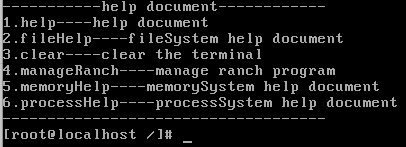 -----------help document------------
1.help----help document
2.fileHelp----fileSystem help document
3.clear----clear the terminal
4.manageRanch----manage ranch program
5.memoryHelp----memorySystem help document
6.processHelp----processSystem help document
------------------------------------
[root@localhost /]# _